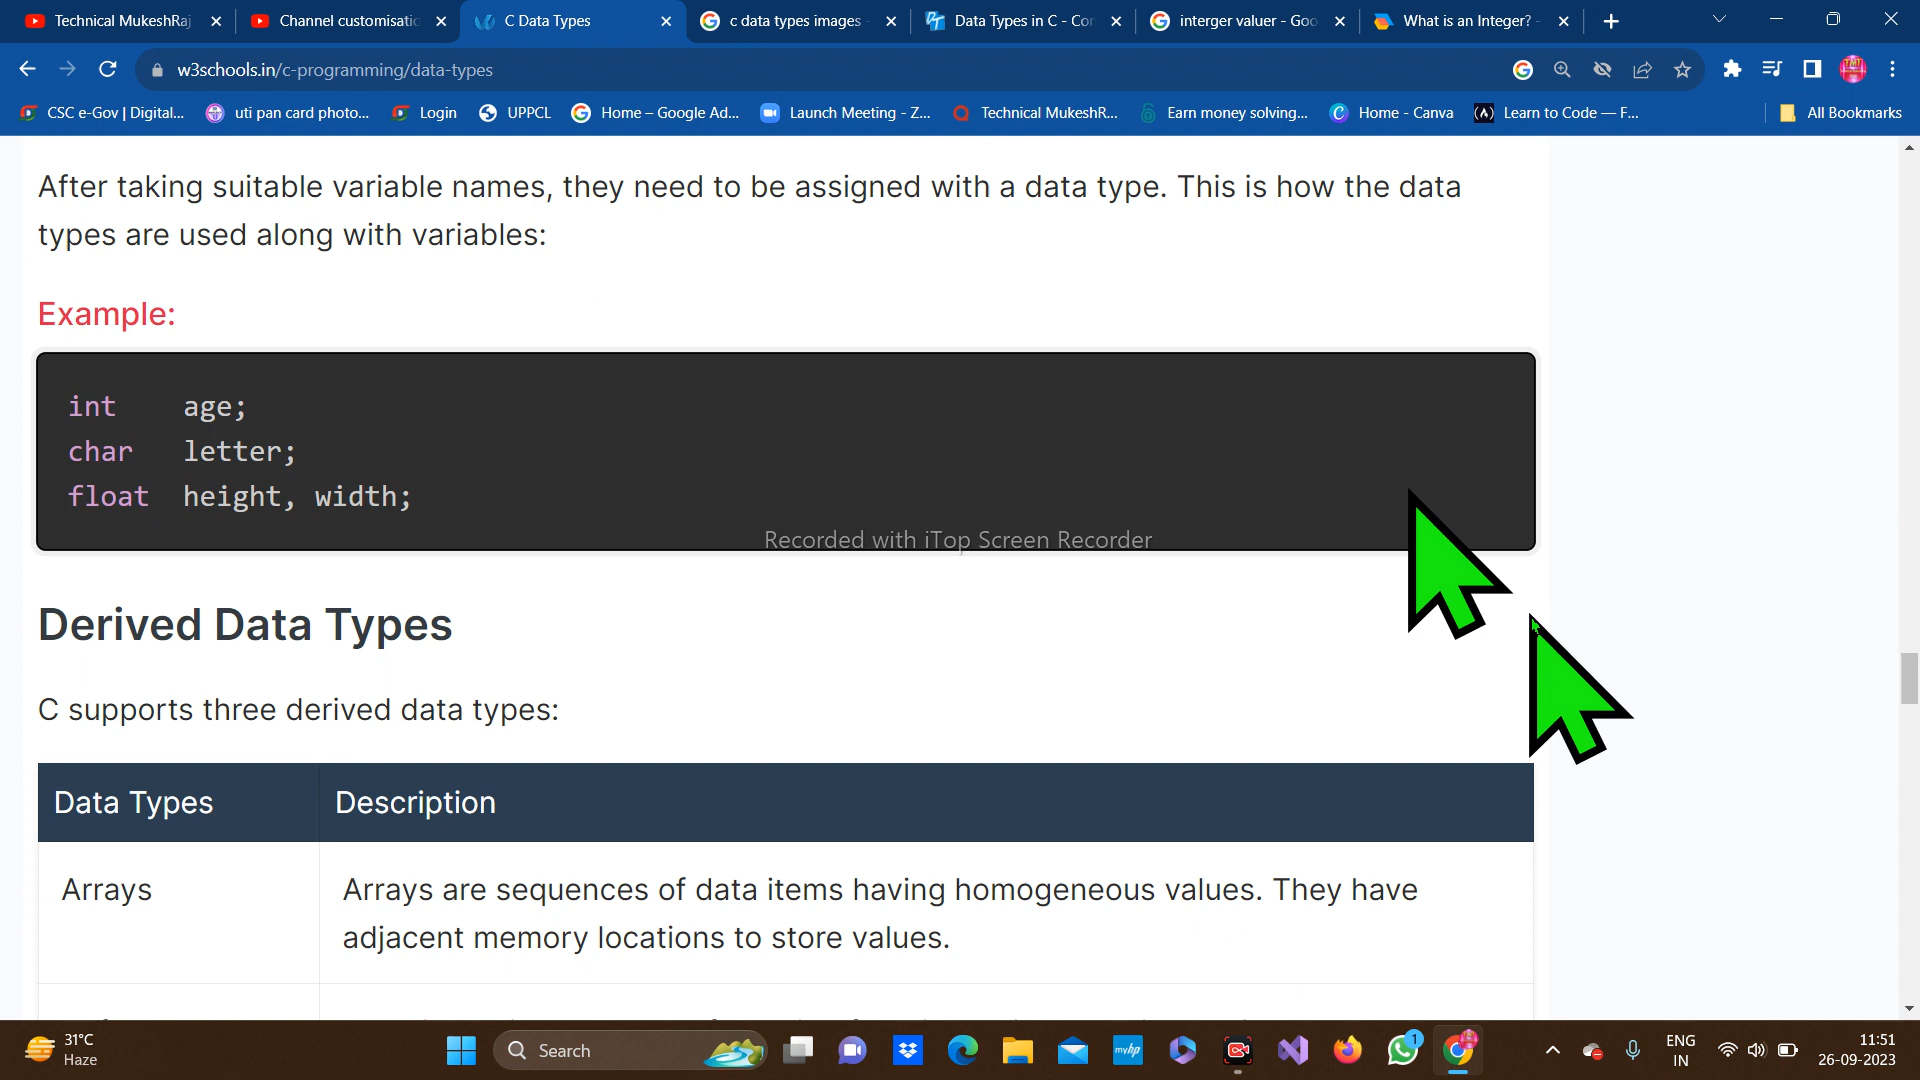 Technical MukeshRaj
Channel customisatic
C Data Types
c data types images -
Data Types in C - Cor
interger valuer - Goo
What is an Integer? -
w3schools.in/c-programming/data-types
CSC e-Gov | Digital...
uti pan card photo...
Login
UPPCL
Home – Google Ad...
Launch Meeting - Z...
Technical MukeshR...
Earn money solving...
Home - Canva
Learn to Code — F...
All Bookmarks
After taking suitable variable names, they need to be assigned with a data type. This is how the data
types are used along with variables:
Example:
int age;
char letter;
float height, width;
Recorded with iTop Screen Recorder
Derived Data Types
C supports three derived data types:
Data Types Description
Arrays Arrays are sequences of data items having homogeneous values. They have
adjacent memory locations to store values.
31°C
Haze
Search
myhp
1
ENG
IN
11:51
26-09-2023